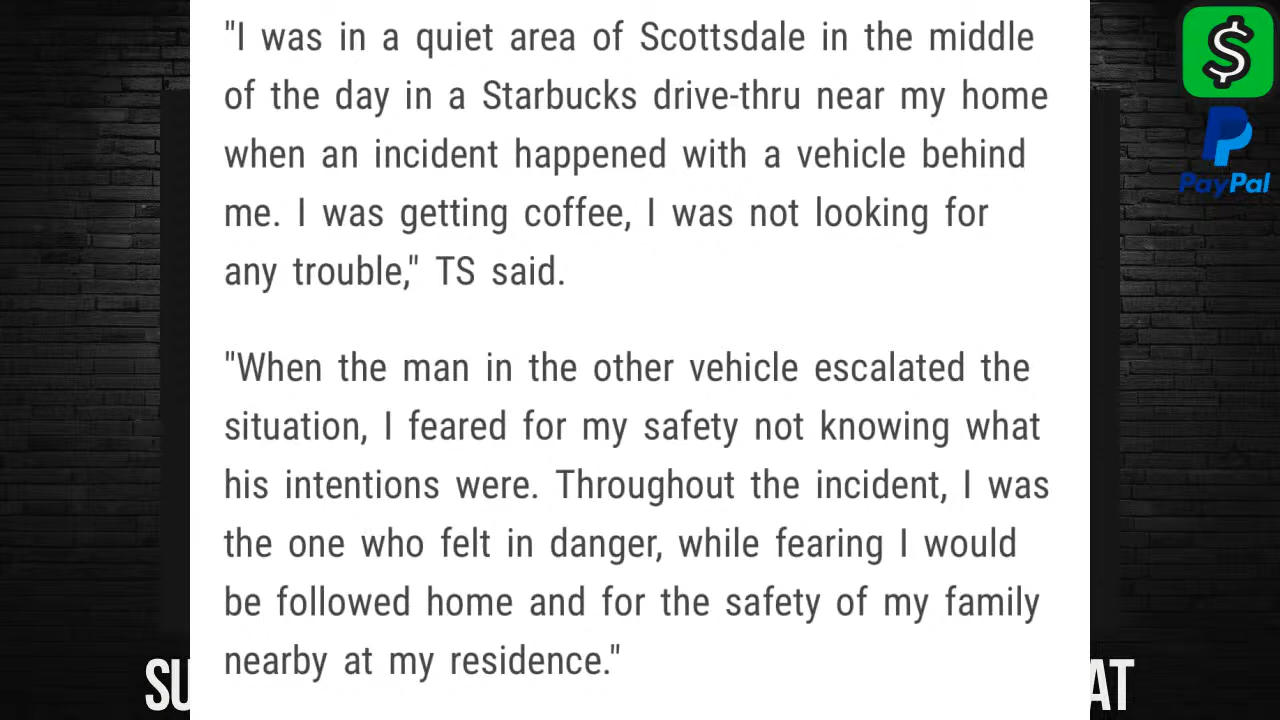 "I was in a quiet area of Scottsdale in the middle
of the day in a Starbucks drive-thru near my home
when an incident happened with a vehicle behind
me. I was getting coffee, I was not looking for
any trouble," TS said.
"When the man in the other vehicle escalated the
situation, I feared for my safety not knowing what
his intentions were. Throughout the incident, I was
the one who felt in danger, while fearing I would
be followed home and for the safety of my family
nearby at my residence."
$
PayPal
SU
AT